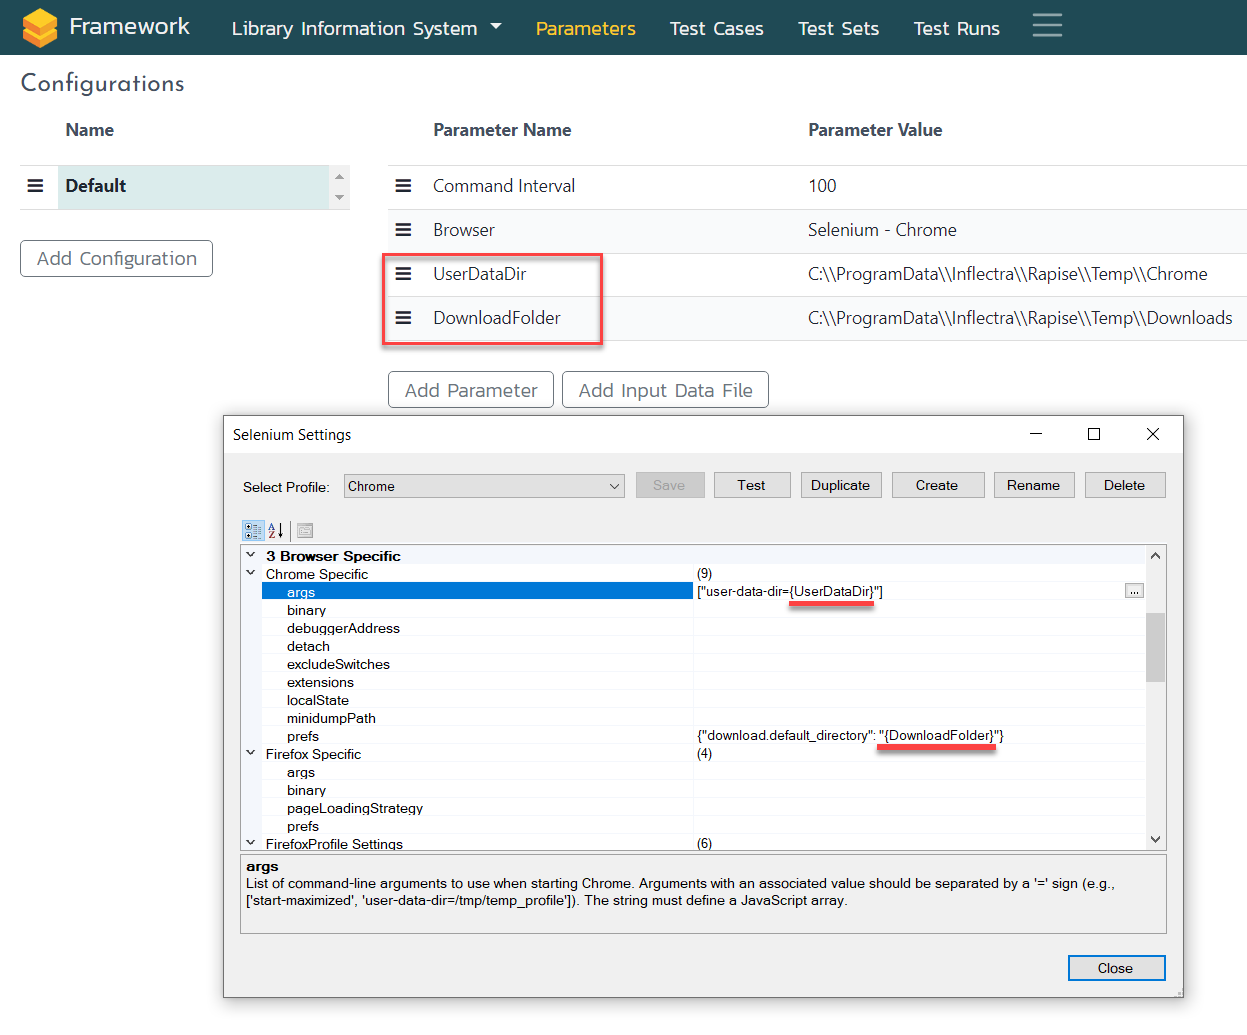 Framework Library Information System Parameters Test Cases Test Sets Test Runs
Configurations
Name Parameter Name Parameter Value
Default Command Interval 100
Browser Selenium - Chrome
Add Configuration
UserDataDir C:\\ProgramData\\Inflectra\\Rapise\\Temp\\Chrome
DownloadFolder C:\\ProgramData\\Inflectra\\Rapise\\Temp\\Downloads
Add Parameter Add Input Data File
Selenium Settings
Select Profile: Chrome Save Test Duplicate Create Rename Delete
3 Browser Specific
Chrome Specific (9)
args ["user-data-dir={UserDataDir}"] ...
binary
debuggerAddress
detach
excludeSwitches
extensions
localState
minidumpPath
prefs {"download.default_directory": "{DownloadFolder}"}
Firefox Specific (4)
args
binary
pageLoadingStrategy
prefs
FirefoxProfile Settings (6)
args
List of command-line arguments to use when starting Chrome. Arguments with an associated value should be separated by a '=' sign (e.g.,
['start-maximized', 'user-data-dir=/tmp/temp_profile']). The string must define a JavaScript array.
Close